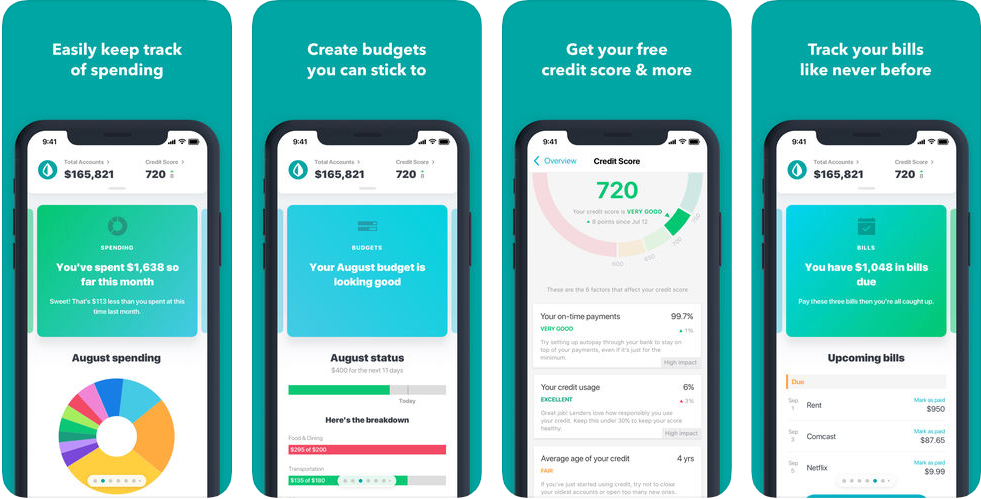 Easily keep track
of spending
9:41
Total Accounts >
Credit Score >
$165,821
720
8
SPENDING
You've spent $1,638 so
far this month
Sweet! That's $113 less than you spent at this
time last month.
August spending
Create budgets
you can stick to
9:41
Total Accounts >
Credit Score >
$165,821
720
8
BUDGETS
Your August budget is
looking good
August status
$400 for the next 11 days
Today
Here's the breakdown
Food & Dining
$295 of $200
Transportation
$135 of $180
Get your free
credit score & more
9:41
Overview
Credit Score
720
Your credit score is VERY GOOD
8 points since Jul 12
600
650
700
750
These are the 6 factors that affect your credit score
Your on-time payments
99.7%
VERY GOOD
1%
Try setting up autopay through your bank to stay on
top of your payments, even if it's just for the
minimum.
High impact
Your credit usage
6%
EXCELLENT
3%
Great job! Lenders love how responsibly you use
your credit. Keep this under 30% to keep your score
healthy.
High impact
Average age of your credit
4 yrs
FAIR
If you've just started using credit, try not to close
your oldest accounts or open too many new ones.
Track your bills
like never before
9:41
Total Accounts >
Credit Score >
$165,821
720
8
BILLS
You have $1,048 in bills
due
Pay these three bills then you're all caught up.
Upcoming bills
Due
Sep
1
Rent
Mark as paid
$950
Sep
3
Comcast
Mark as paid
$87.65
Sep
5
Netflix
Mark as paid
$9.99